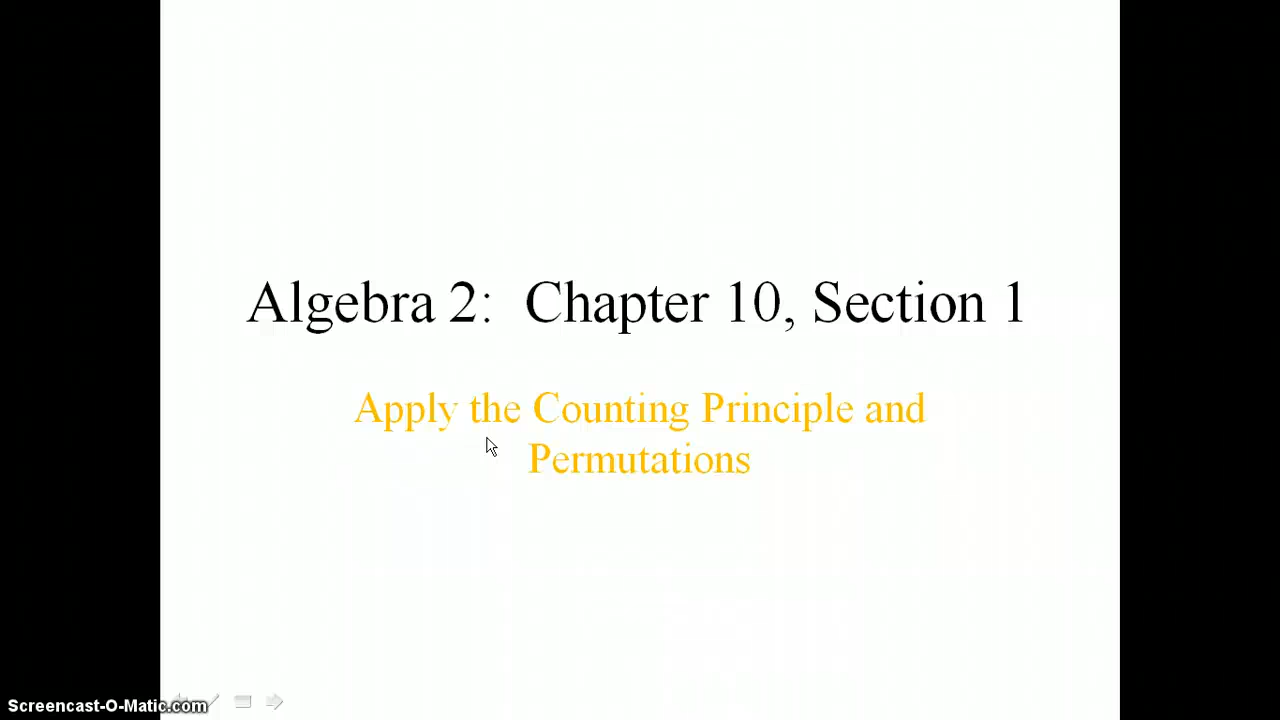 Algebra 2: Chapter 10, Section 1
Apply the Counting Principle and
Permutations
Screencast-O-Matic.com